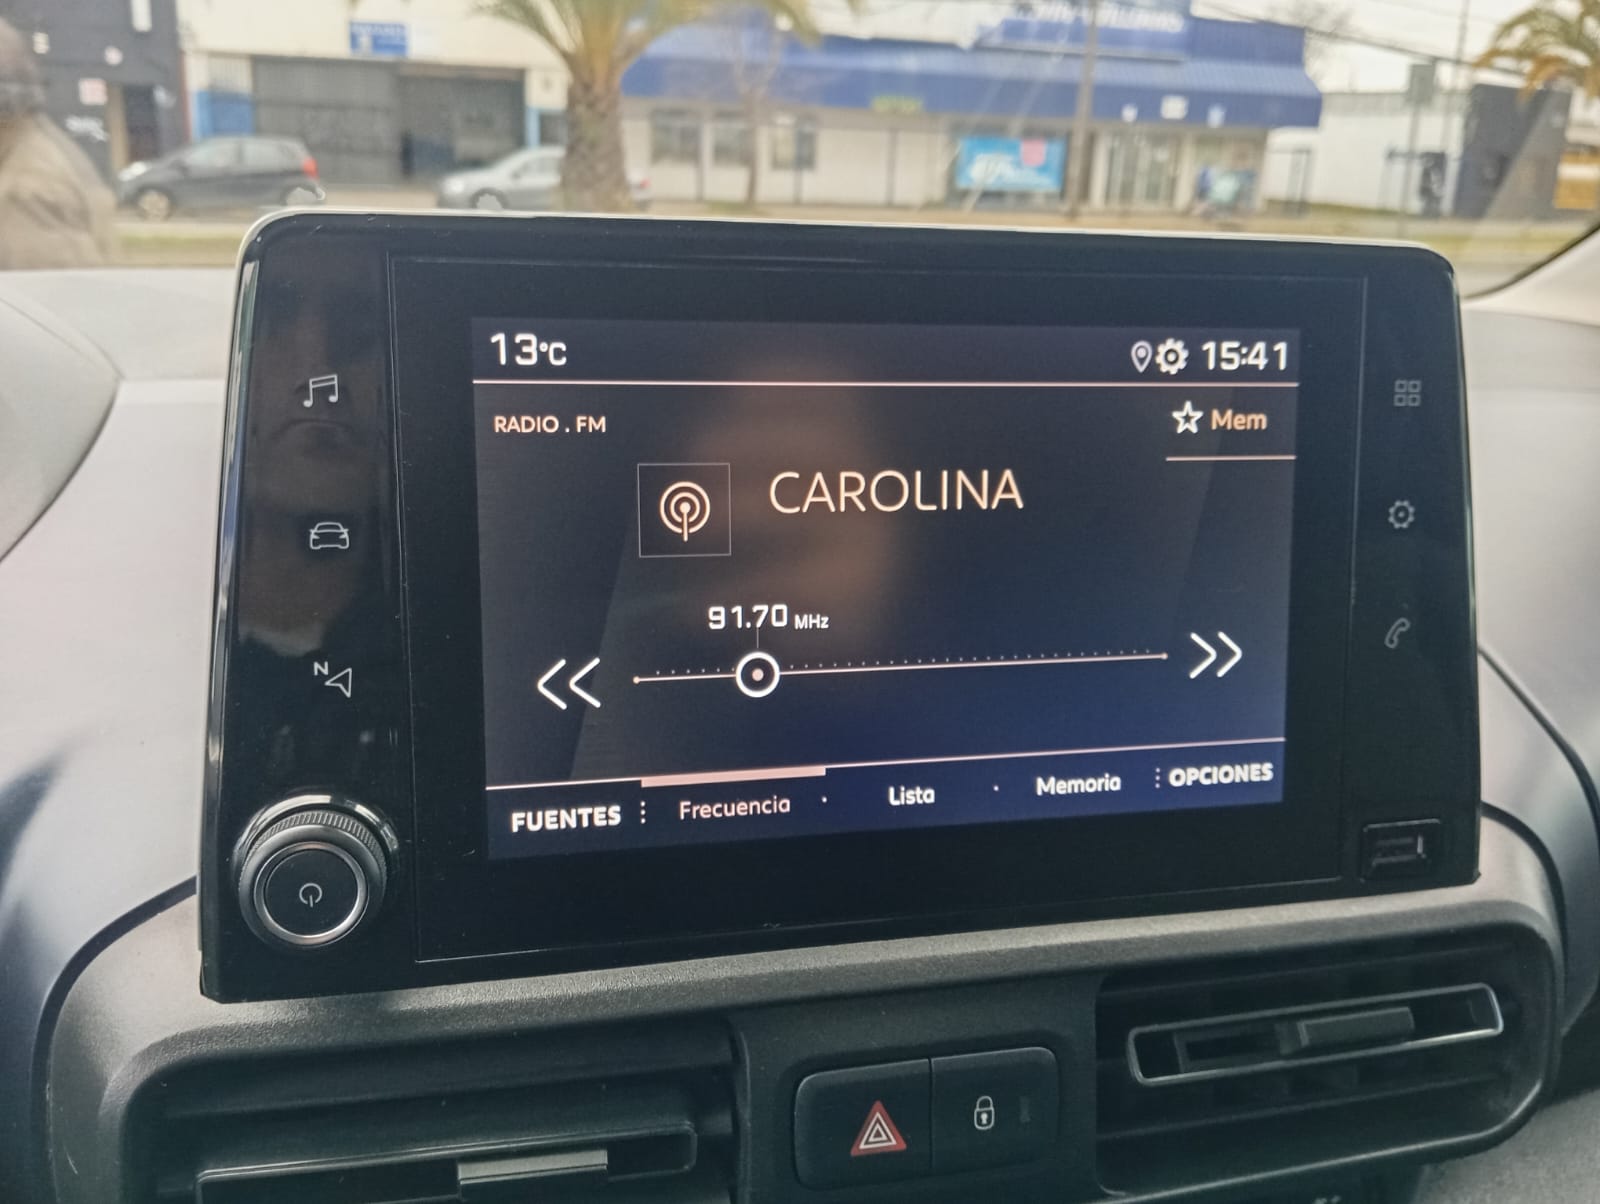 13°C
15:41
RADIO . FM
Mem
CAROLINA
91.70 MHz
N
FUENTES
Frecuencia
Lista
Memoria
OPCIONES